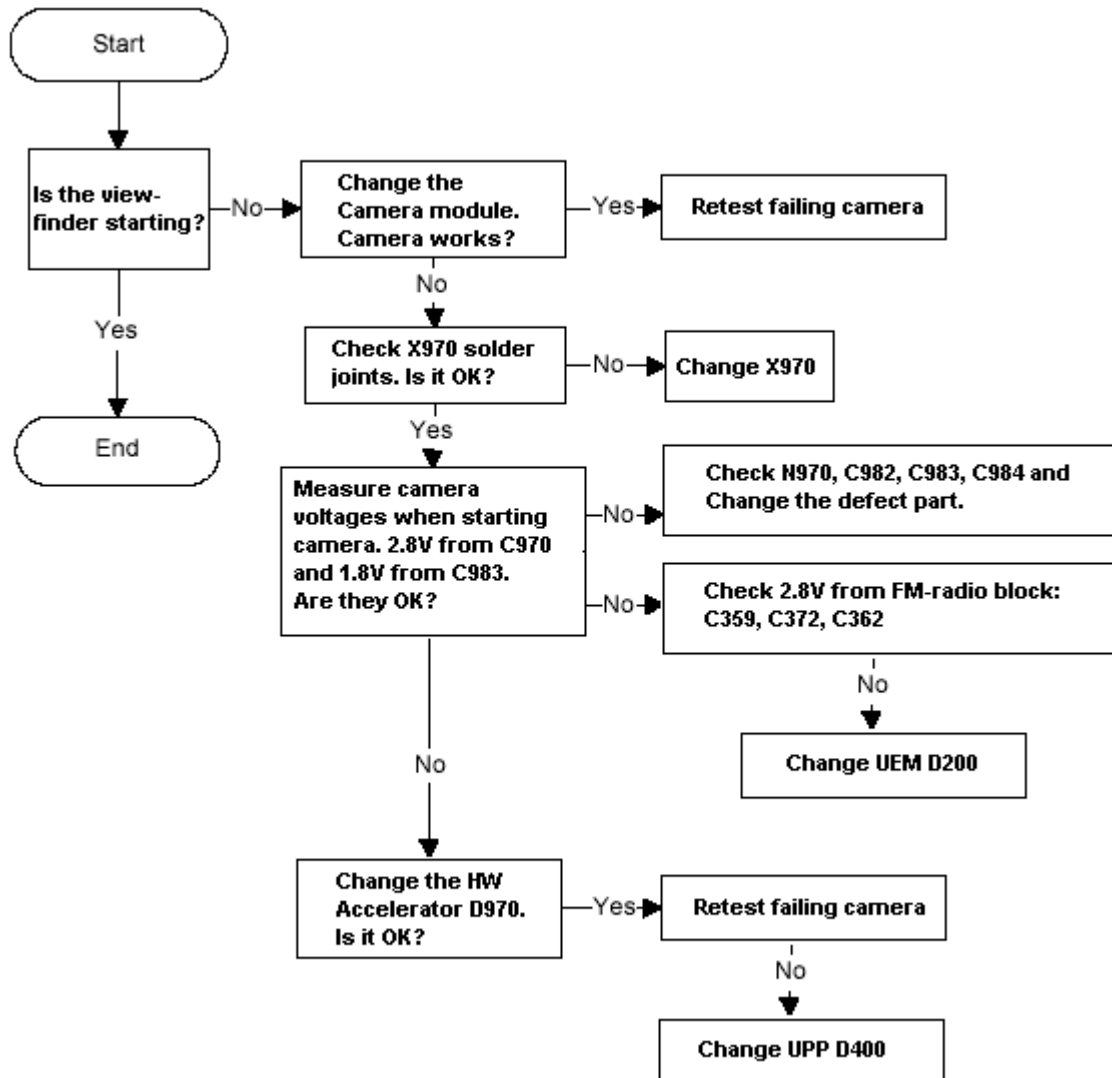 Start
Is the view-
finder starting?
No
Change the
Camera module.
Camera works?
Yes
Retest failing camera
No
Yes
Check X970 solder
joints. Is it OK?
No
Change X970
End
Yes
Measure camera
voltages when starting
camera. 2.8V from C970
and 1.8V from C983.
Are they OK?
No
Check N970, C982, C983, C984 and
Change the defect part.
No
Check 2.8V from FM-radio block:
C359, C372, C362
No
Change UEM D200
No
Change the HW
Accelerator D970.
Is it OK?
Yes
Retest failing camera
No
Change UPP D400